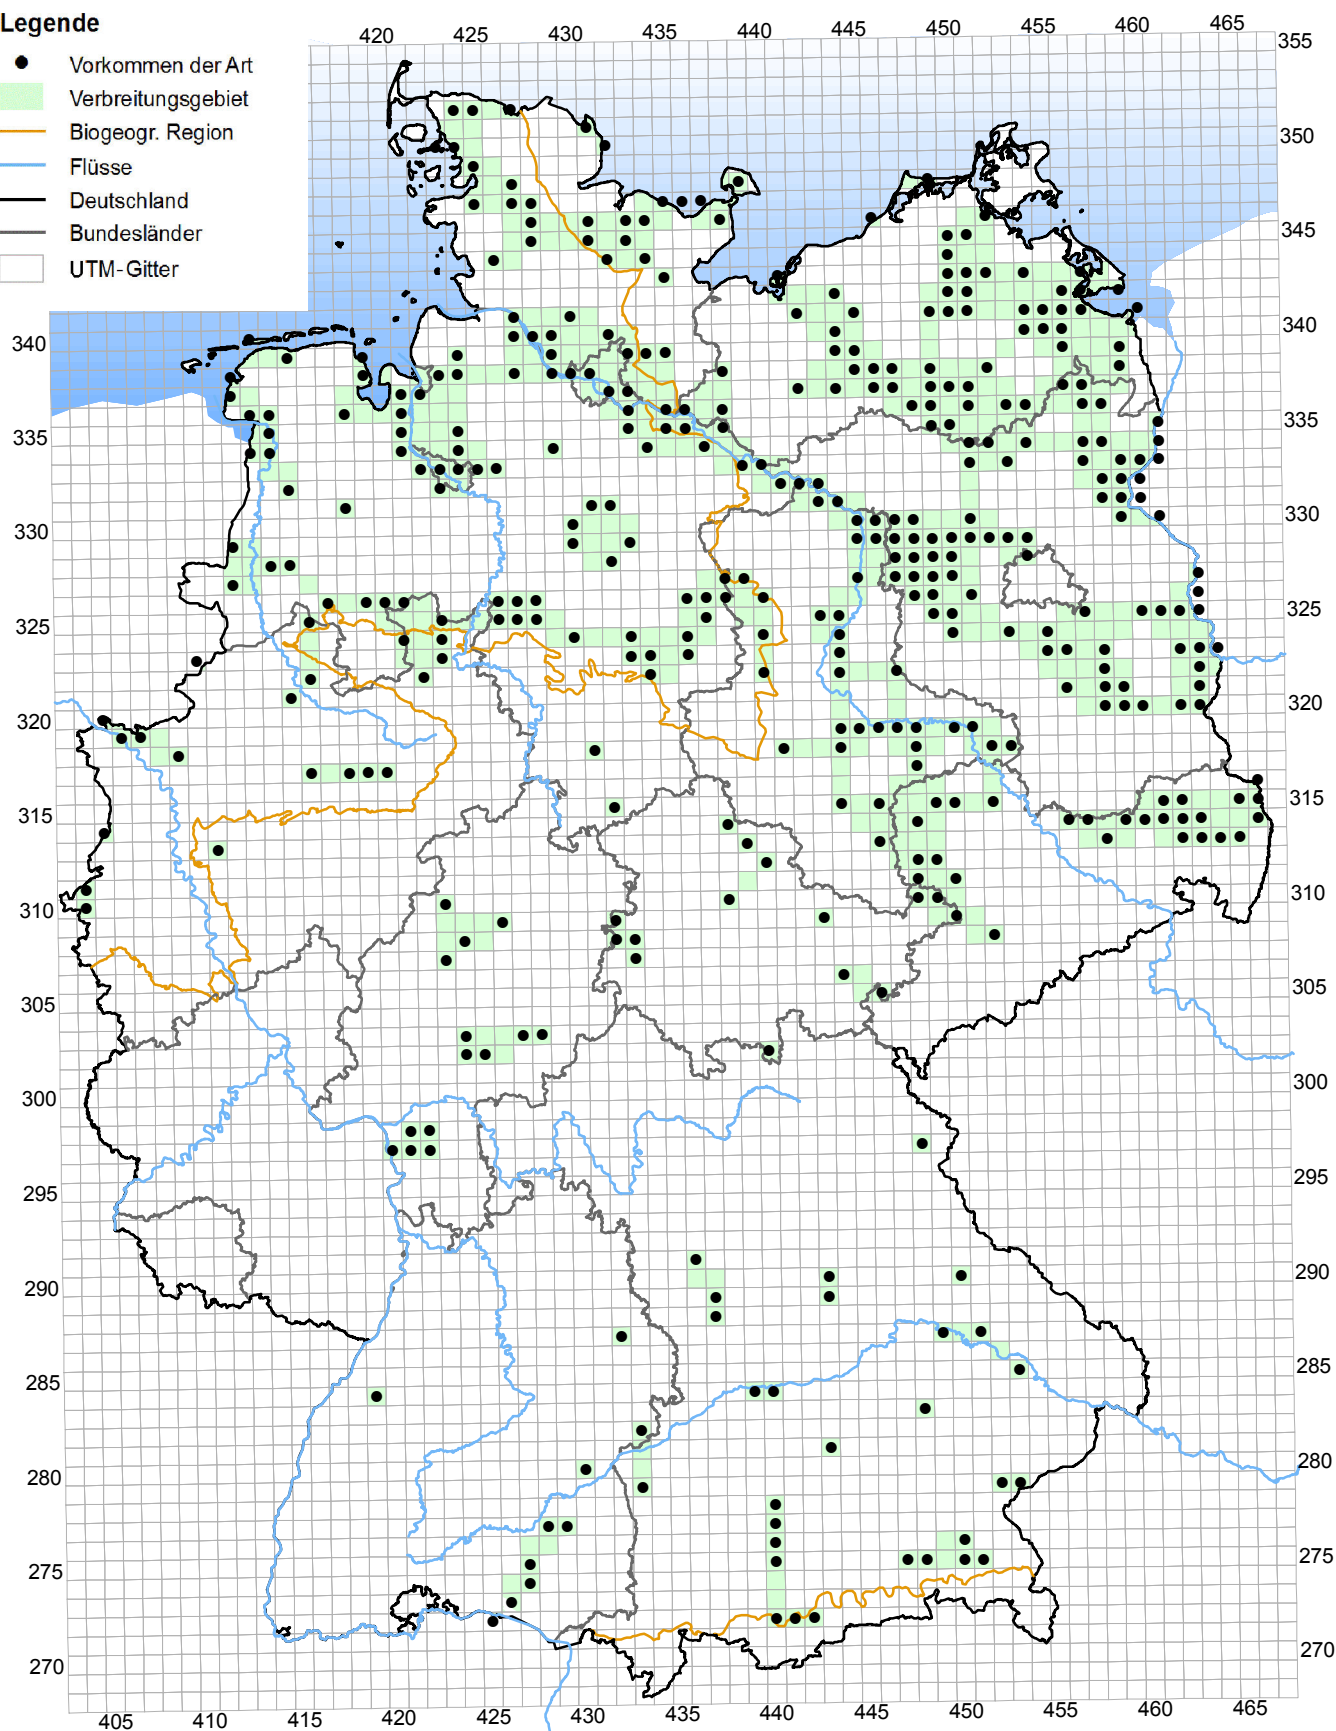 Legende
Vorkommen der Art
Verbreitungsgebiet
Biogeogr. Region
Flüsse
Deutschland
Bundesländer
UTM-Gitter
420 425 430 435 440 445 450 455 460 465
355
350
345
340 340
335 335
330 330
325 325
320 320
315 315
310 310
305 305
300 300
295 295
290 290
285 285
280 280
275 275
270 270
405 410 415 420 425 430 435 440 445 450 455 460 465